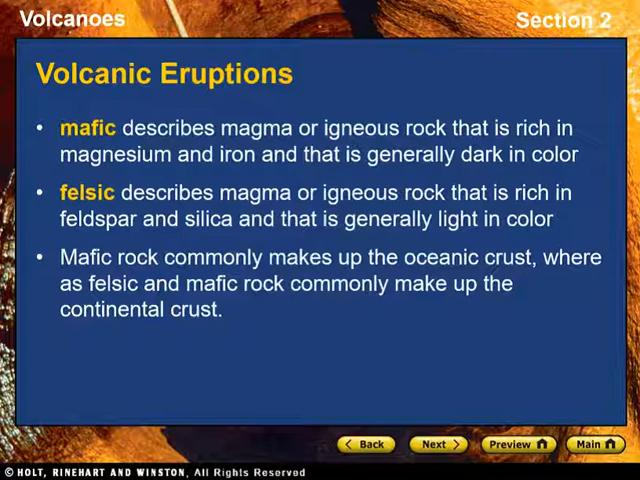 Volcanoes
Section 2
Volcanic Eruptions
• mafic describes magma or igneous rock that is rich in
magnesium and iron and that is generally dark in color
• felsic describes magma or igneous rock that is rich in
feldspar and silica and that is generally light in color
• Mafic rock commonly makes up the oceanic crust, where
as felsic and mafic rock commonly make up the
continental crust.
< Back
Next >
Preview
Main
© HOLT, RINEHART AND WINSTON, All Rights Reserved